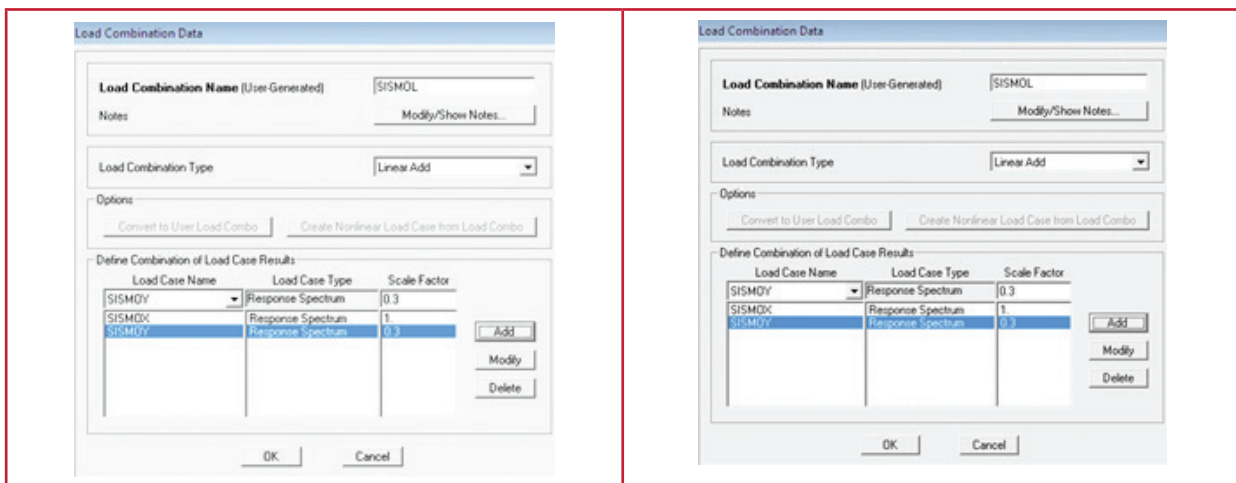 Load Combination Data
Load Combination Name (User-Generated)
SISMOL
Notes
Modify/Show Notes...
Load Combination Type
Linear Add
Options
Convert to User Load Combo
Create Nonlinear Load Case from Load Combo
Define Combination of Load Case Results
Load Case Name Load Case Type Scale Factor
SISMOY Response Spectrum 0.3
SISMOX Response Spectrum 1.
SISMOY Response Spectrum 0.3
Add
Modify
Delete
OK Cancel
Load Combination Data
Load Combination Name (User-Generated)
SISMOL
Notes
Modify/Show Notes...
Load Combination Type
Linear Add
Options
Convert to User Load Combo
Create Nonlinear Load Case from Load Combo
Define Combination of Load Case Results
Load Case Name Load Case Type Scale Factor
SISMOY Response Spectrum 0.3
SISMOX Response Spectrum 1.
SISMOY Response Spectrum 0.3
Add
Modify
Delete
OK Cancel